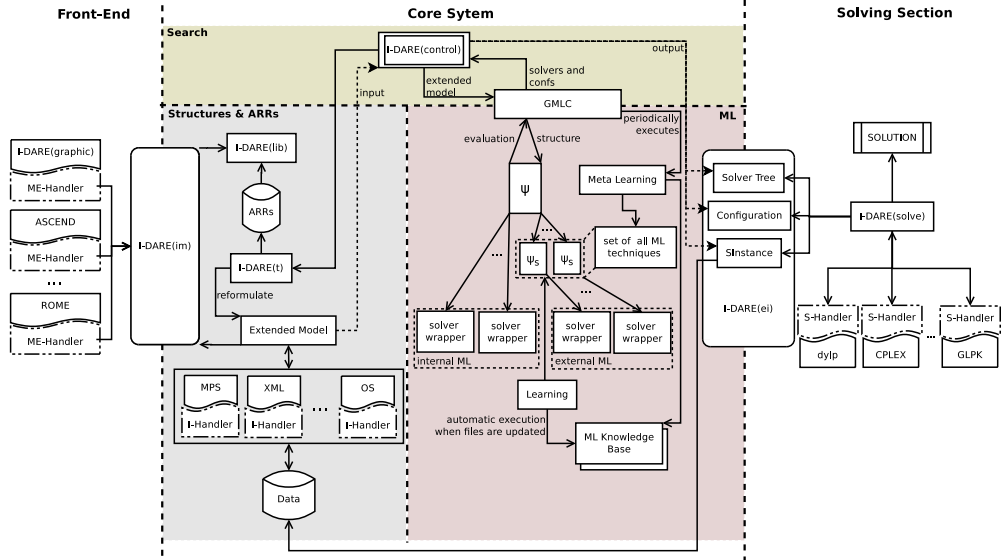 Front-End
Core Sytem
Solving Section
Search
I-DARE(control)
output
input
extended
model
solvers and
confs
GMLC
Structures & ARRs
periodically
executes
ML
I-DARE(graphic)
ME-Handler
ASCEND
ME-Handler
...
ROME
ME-Handler
I-DARE(im)
I-DARE(lib)
ARRs
I-DARE(t)
reformulate
Extended Model
MPS
I-Handler
XML
I-Handler
...
OS
I-Handler
Data
evaluation
structure
Ψ
...
Ψs
Ψs
...
...
Meta Learning
set of all ML
techniques
solver
wrapper
solver
wrapper
internal ML
solver
wrapper
solver
wrapper
external ML
Learning
automatic execution
when files are updated
ML Knowledge
Base
Solver Tree
Configuration
SInstance
I-DARE(ei)
SOLUTION
I-DARE(solve)
S-Handler
dylp
S-Handler
CPLEX
...
S-Handler
GLPK